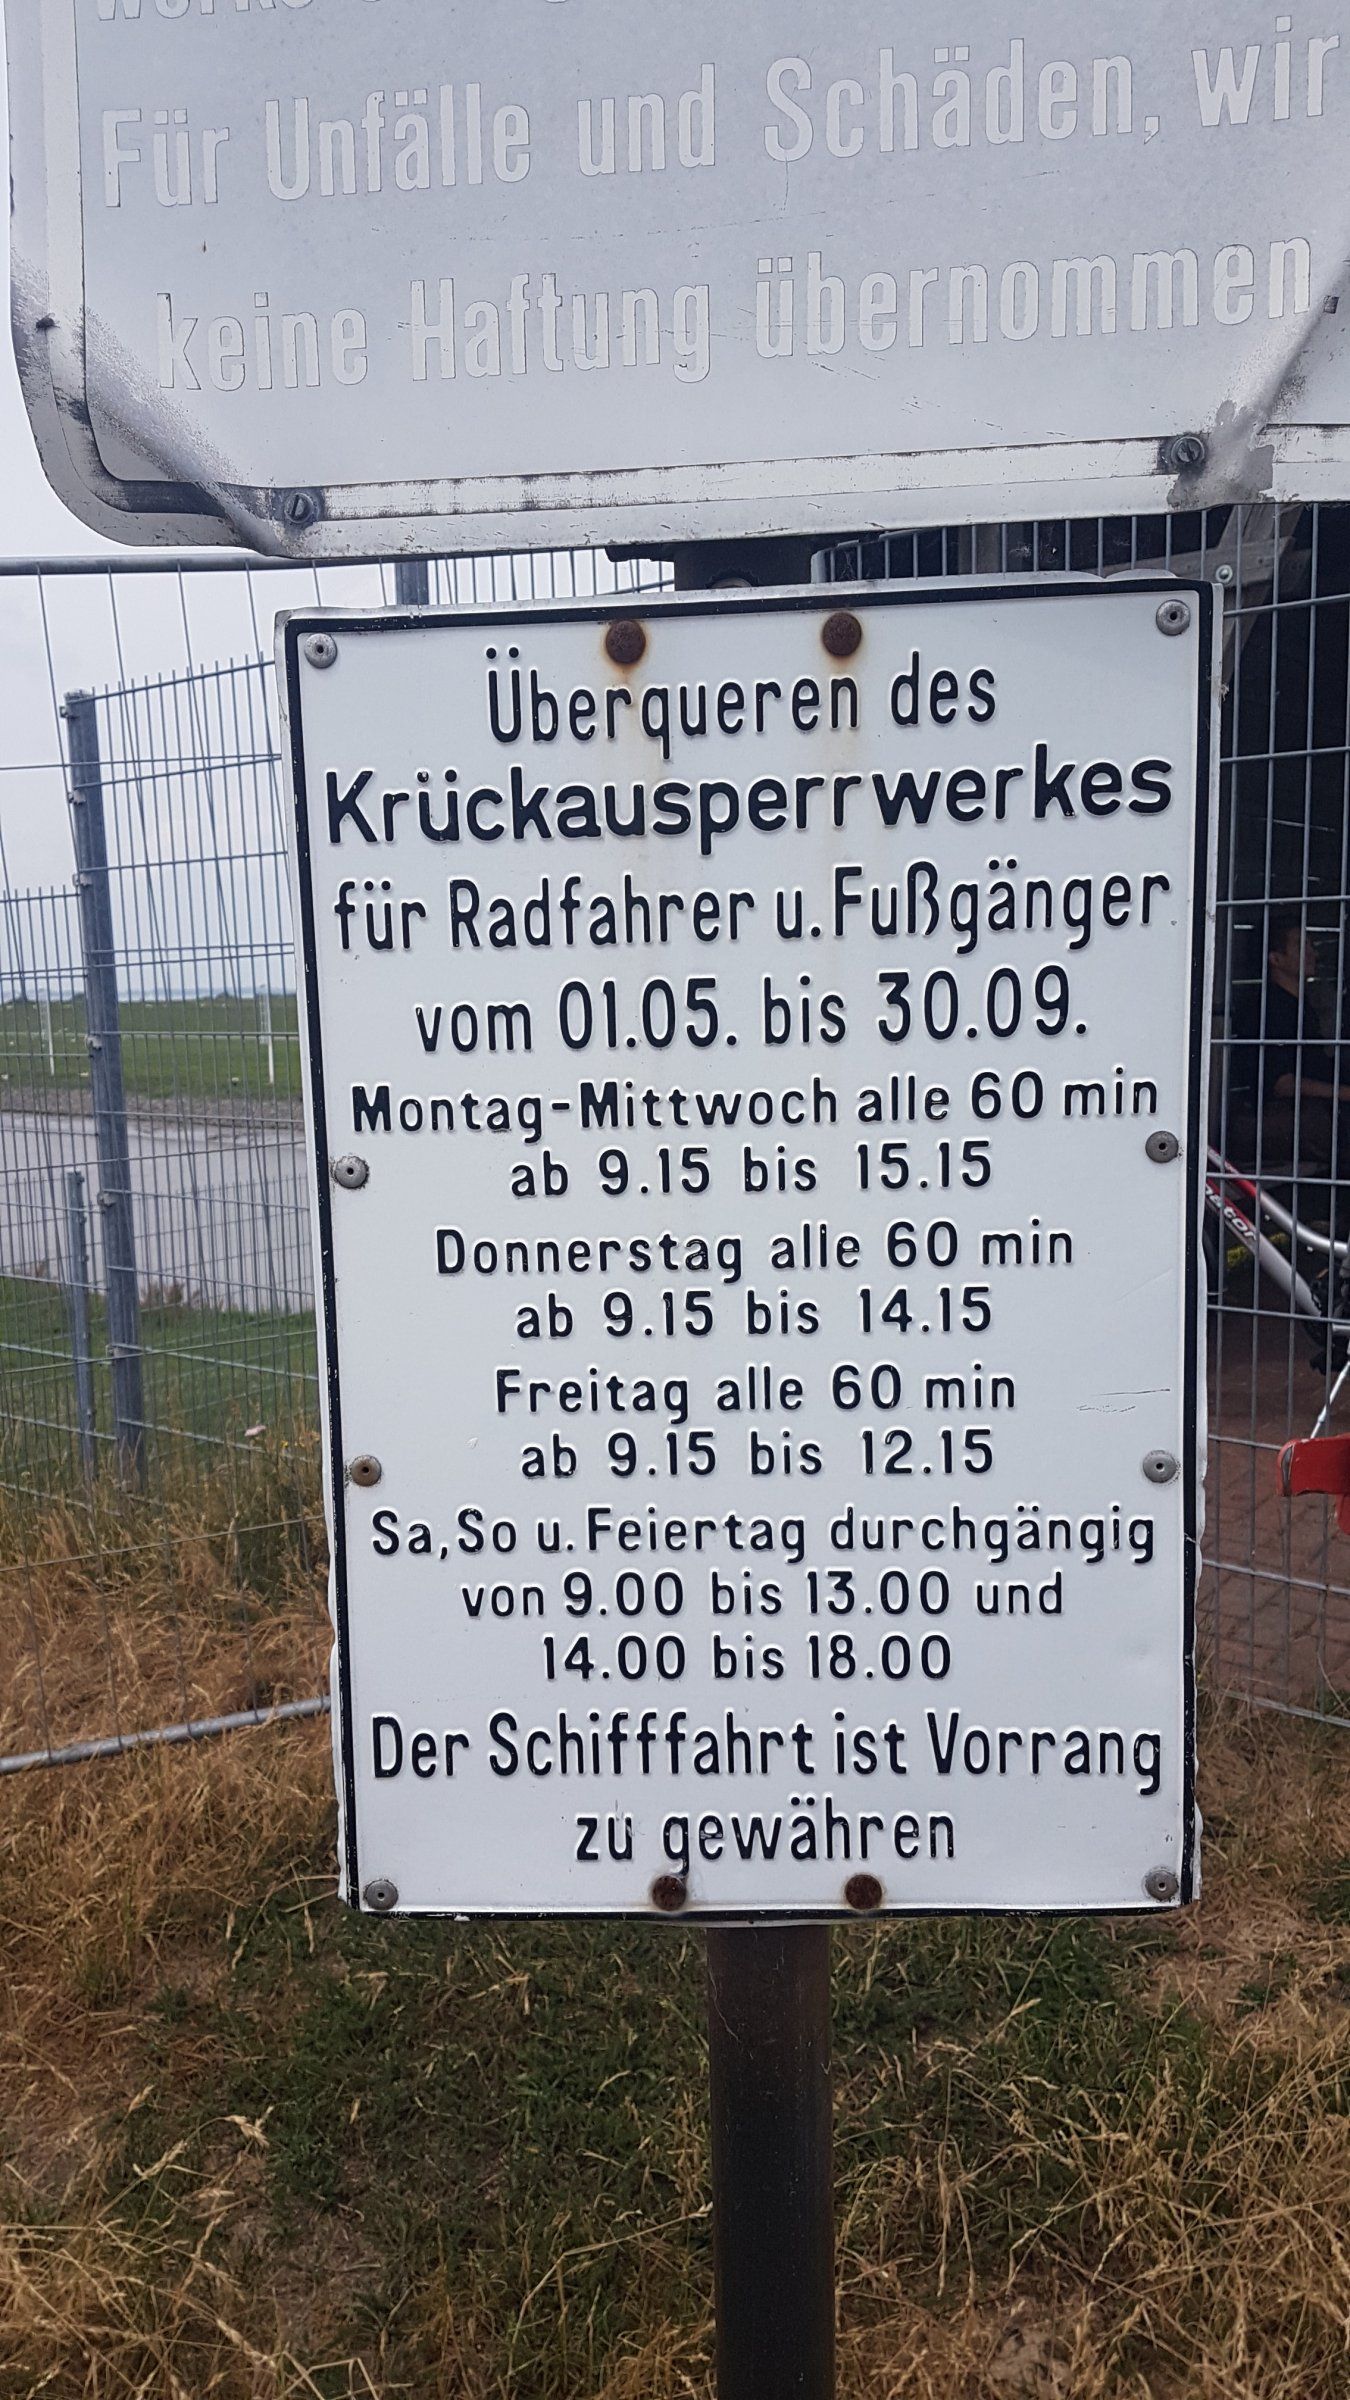 Für Unfälle und Schäden, wir
keine Haftung übernommen.
Überqueren des
Krückausperrwerkes
für Radfahrer u. Fußgänger
vom 01.05. bis 30.09.
Montag-Mittwoch alle 60 min
ab 9.15 bis 15.15
Donnerstag alle 60 min
ab 9.15 bis 14.15
Freitag alle 60 min
ab 9.15 bis 12.15
Sa, So u. Feiertag durchgängig
von 9.00 bis 13.00 und
14.00 bis 18.00
Der Schifffahrt ist Vorrang
zu gewähren